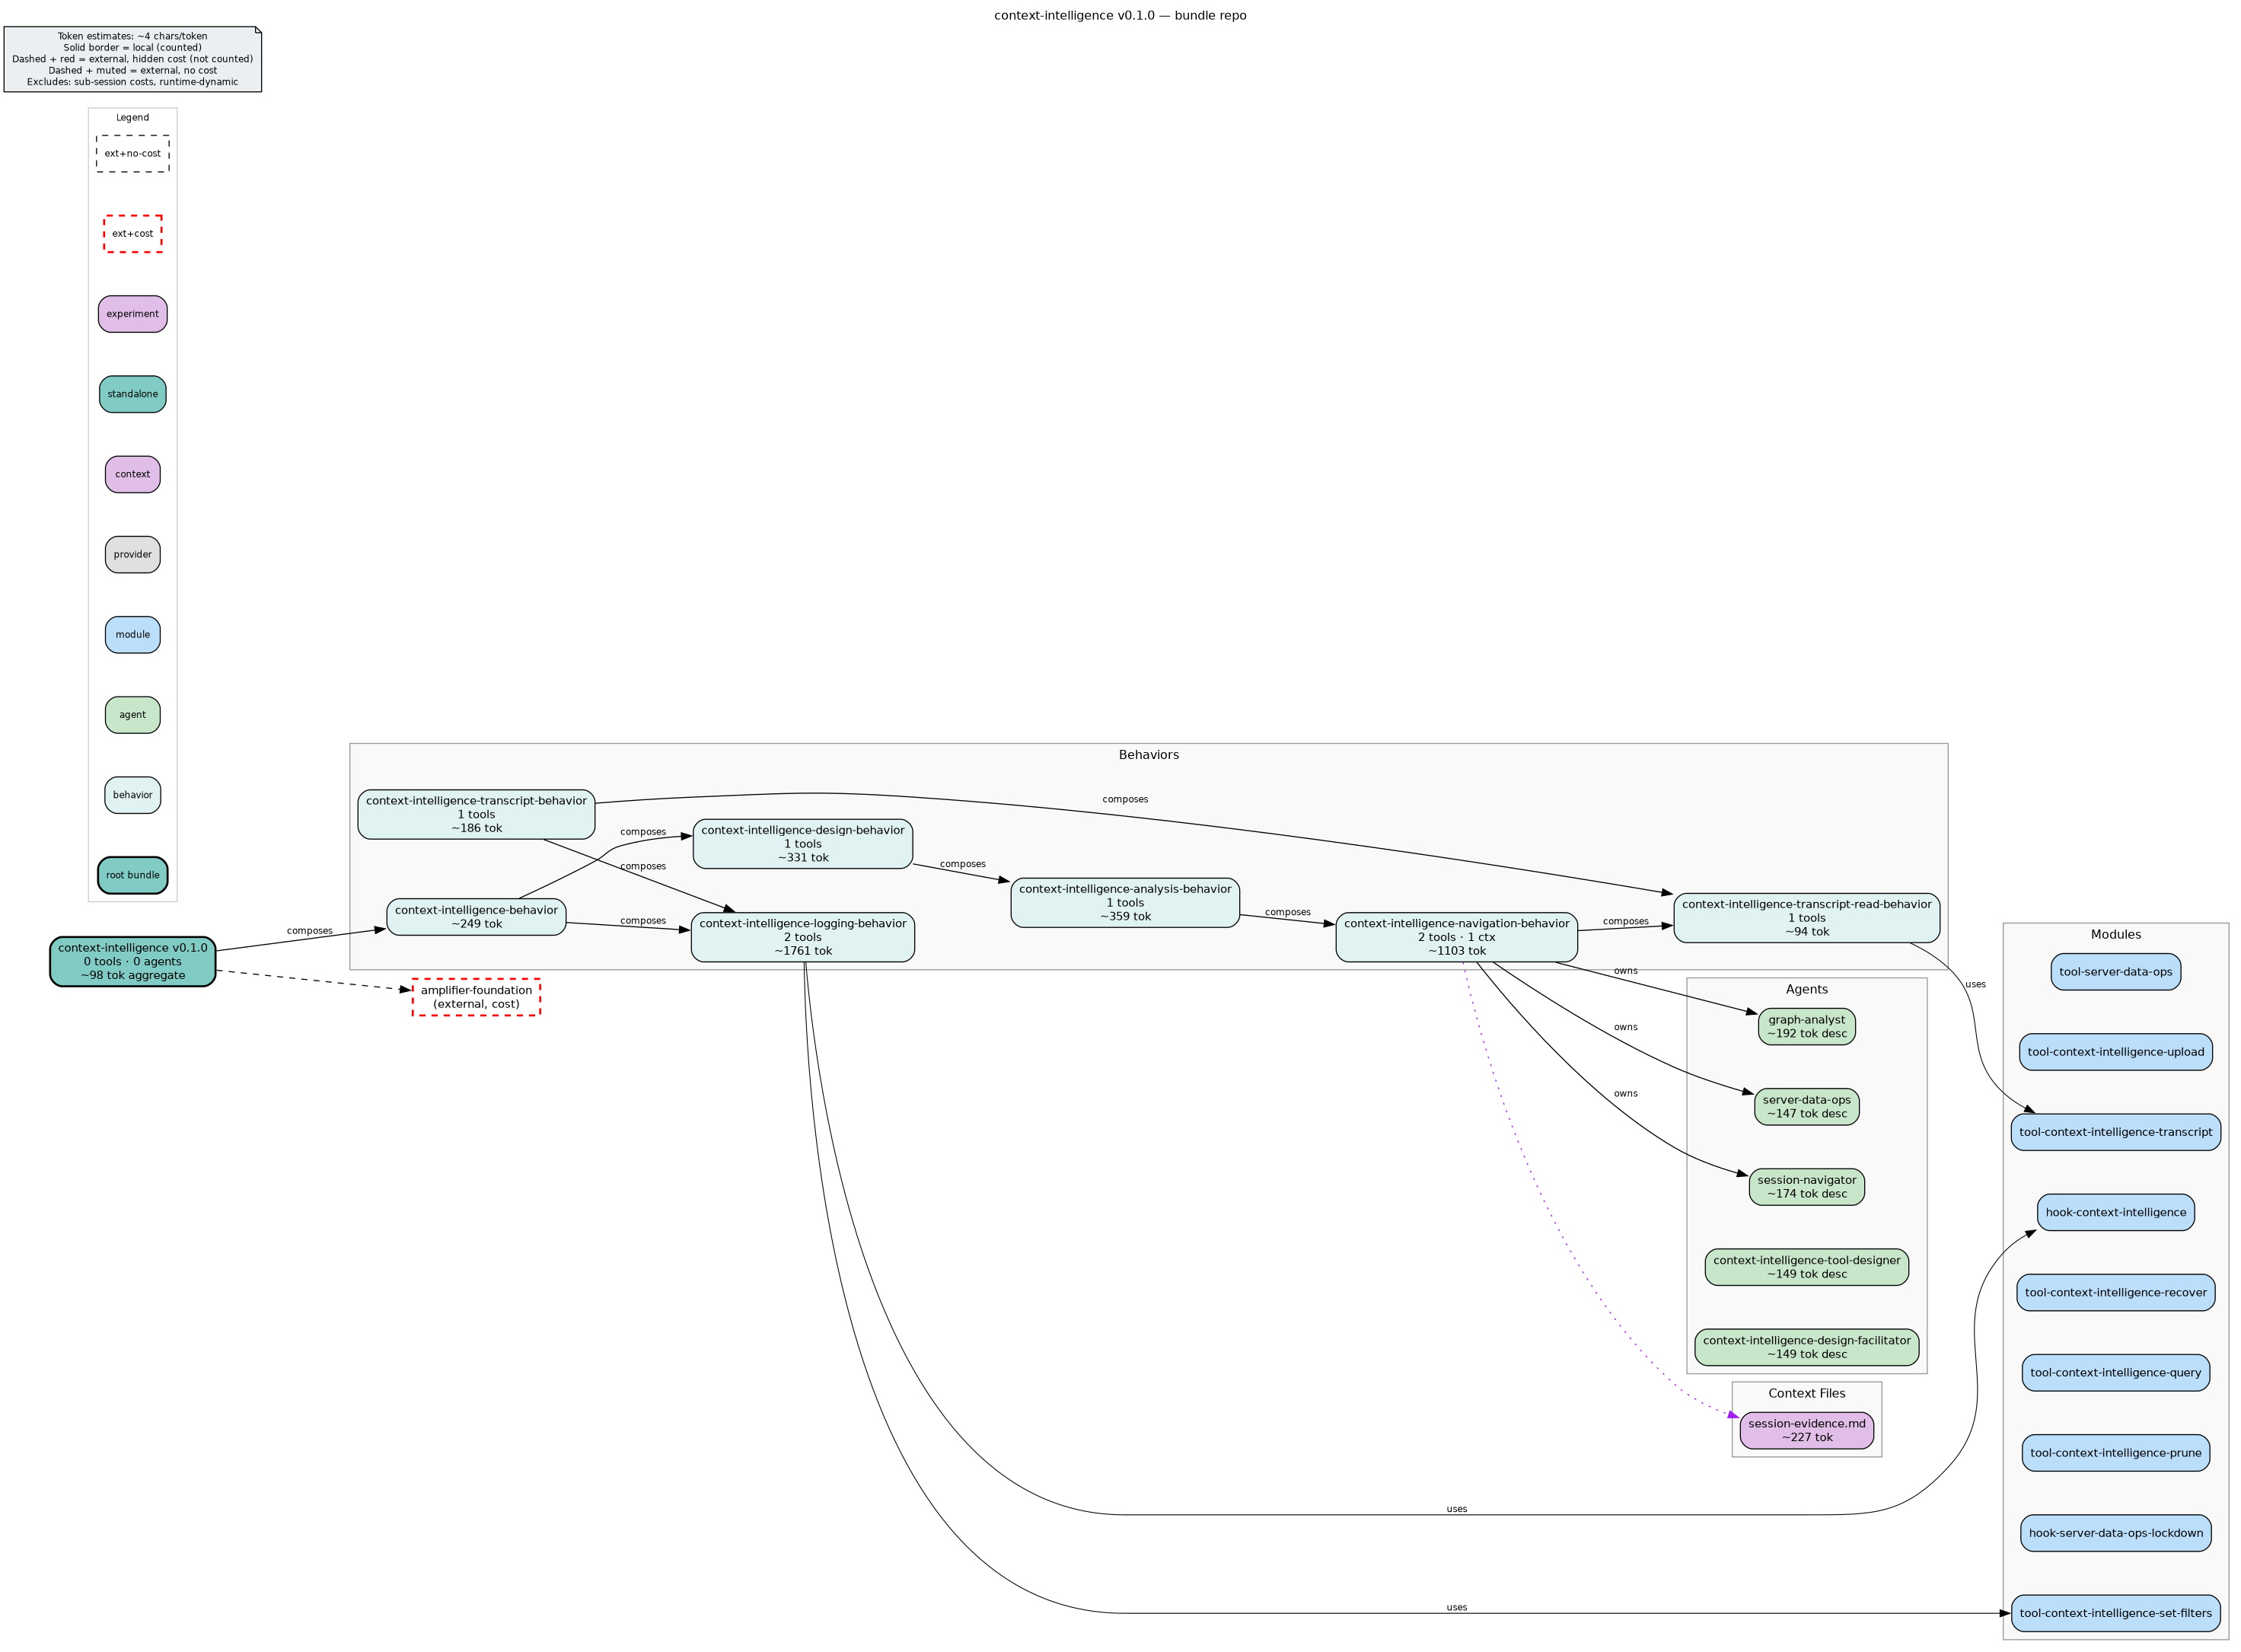 context-intelligence v0.1.0 — bundle repo
Token estimates: ~4 chars/token
Solid border = local (counted)
Dashed + red = external, hidden cost (not counted)
Dashed + muted = external, no cost
Excludes: sub-session costs, runtime-dynamic
Legend
ext+no-cost
ext+cost
experiment
standalone
context
provider
module
agent
behavior
root bundle
context-intelligence v0.1.0
0 tools · 0 agents
~98 tok aggregate
composes
amplifier-foundation
(external, cost)
Behaviors
context-intelligence-transcript-behavior
1 tools
~186 tok
context-intelligence-behavior
~249 tok
composes
composes
composes
composes
context-intelligence-design-behavior
1 tools
~331 tok
context-intelligence-logging-behavior
2 tools
~1761 tok
composes
context-intelligence-analysis-behavior
1 tools
~359 tok
composes
context-intelligence-navigation-behavior
2 tools · 1 ctx
~1103 tok
composes
context-intelligence-transcript-read-behavior
1 tools
~94 tok
owns
owns
owns
uses
uses
uses
Agents
graph-analyst
~192 tok desc
server-data-ops
~147 tok desc
session-navigator
~174 tok desc
context-intelligence-tool-designer
~149 tok desc
context-intelligence-design-facilitator
~149 tok desc
Context Files
session-evidence.md
~227 tok
Modules
tool-server-data-ops
tool-context-intelligence-upload
tool-context-intelligence-transcript
hook-context-intelligence
tool-context-intelligence-recover
tool-context-intelligence-query
tool-context-intelligence-prune
hook-server-data-ops-lockdown
tool-context-intelligence-set-filters